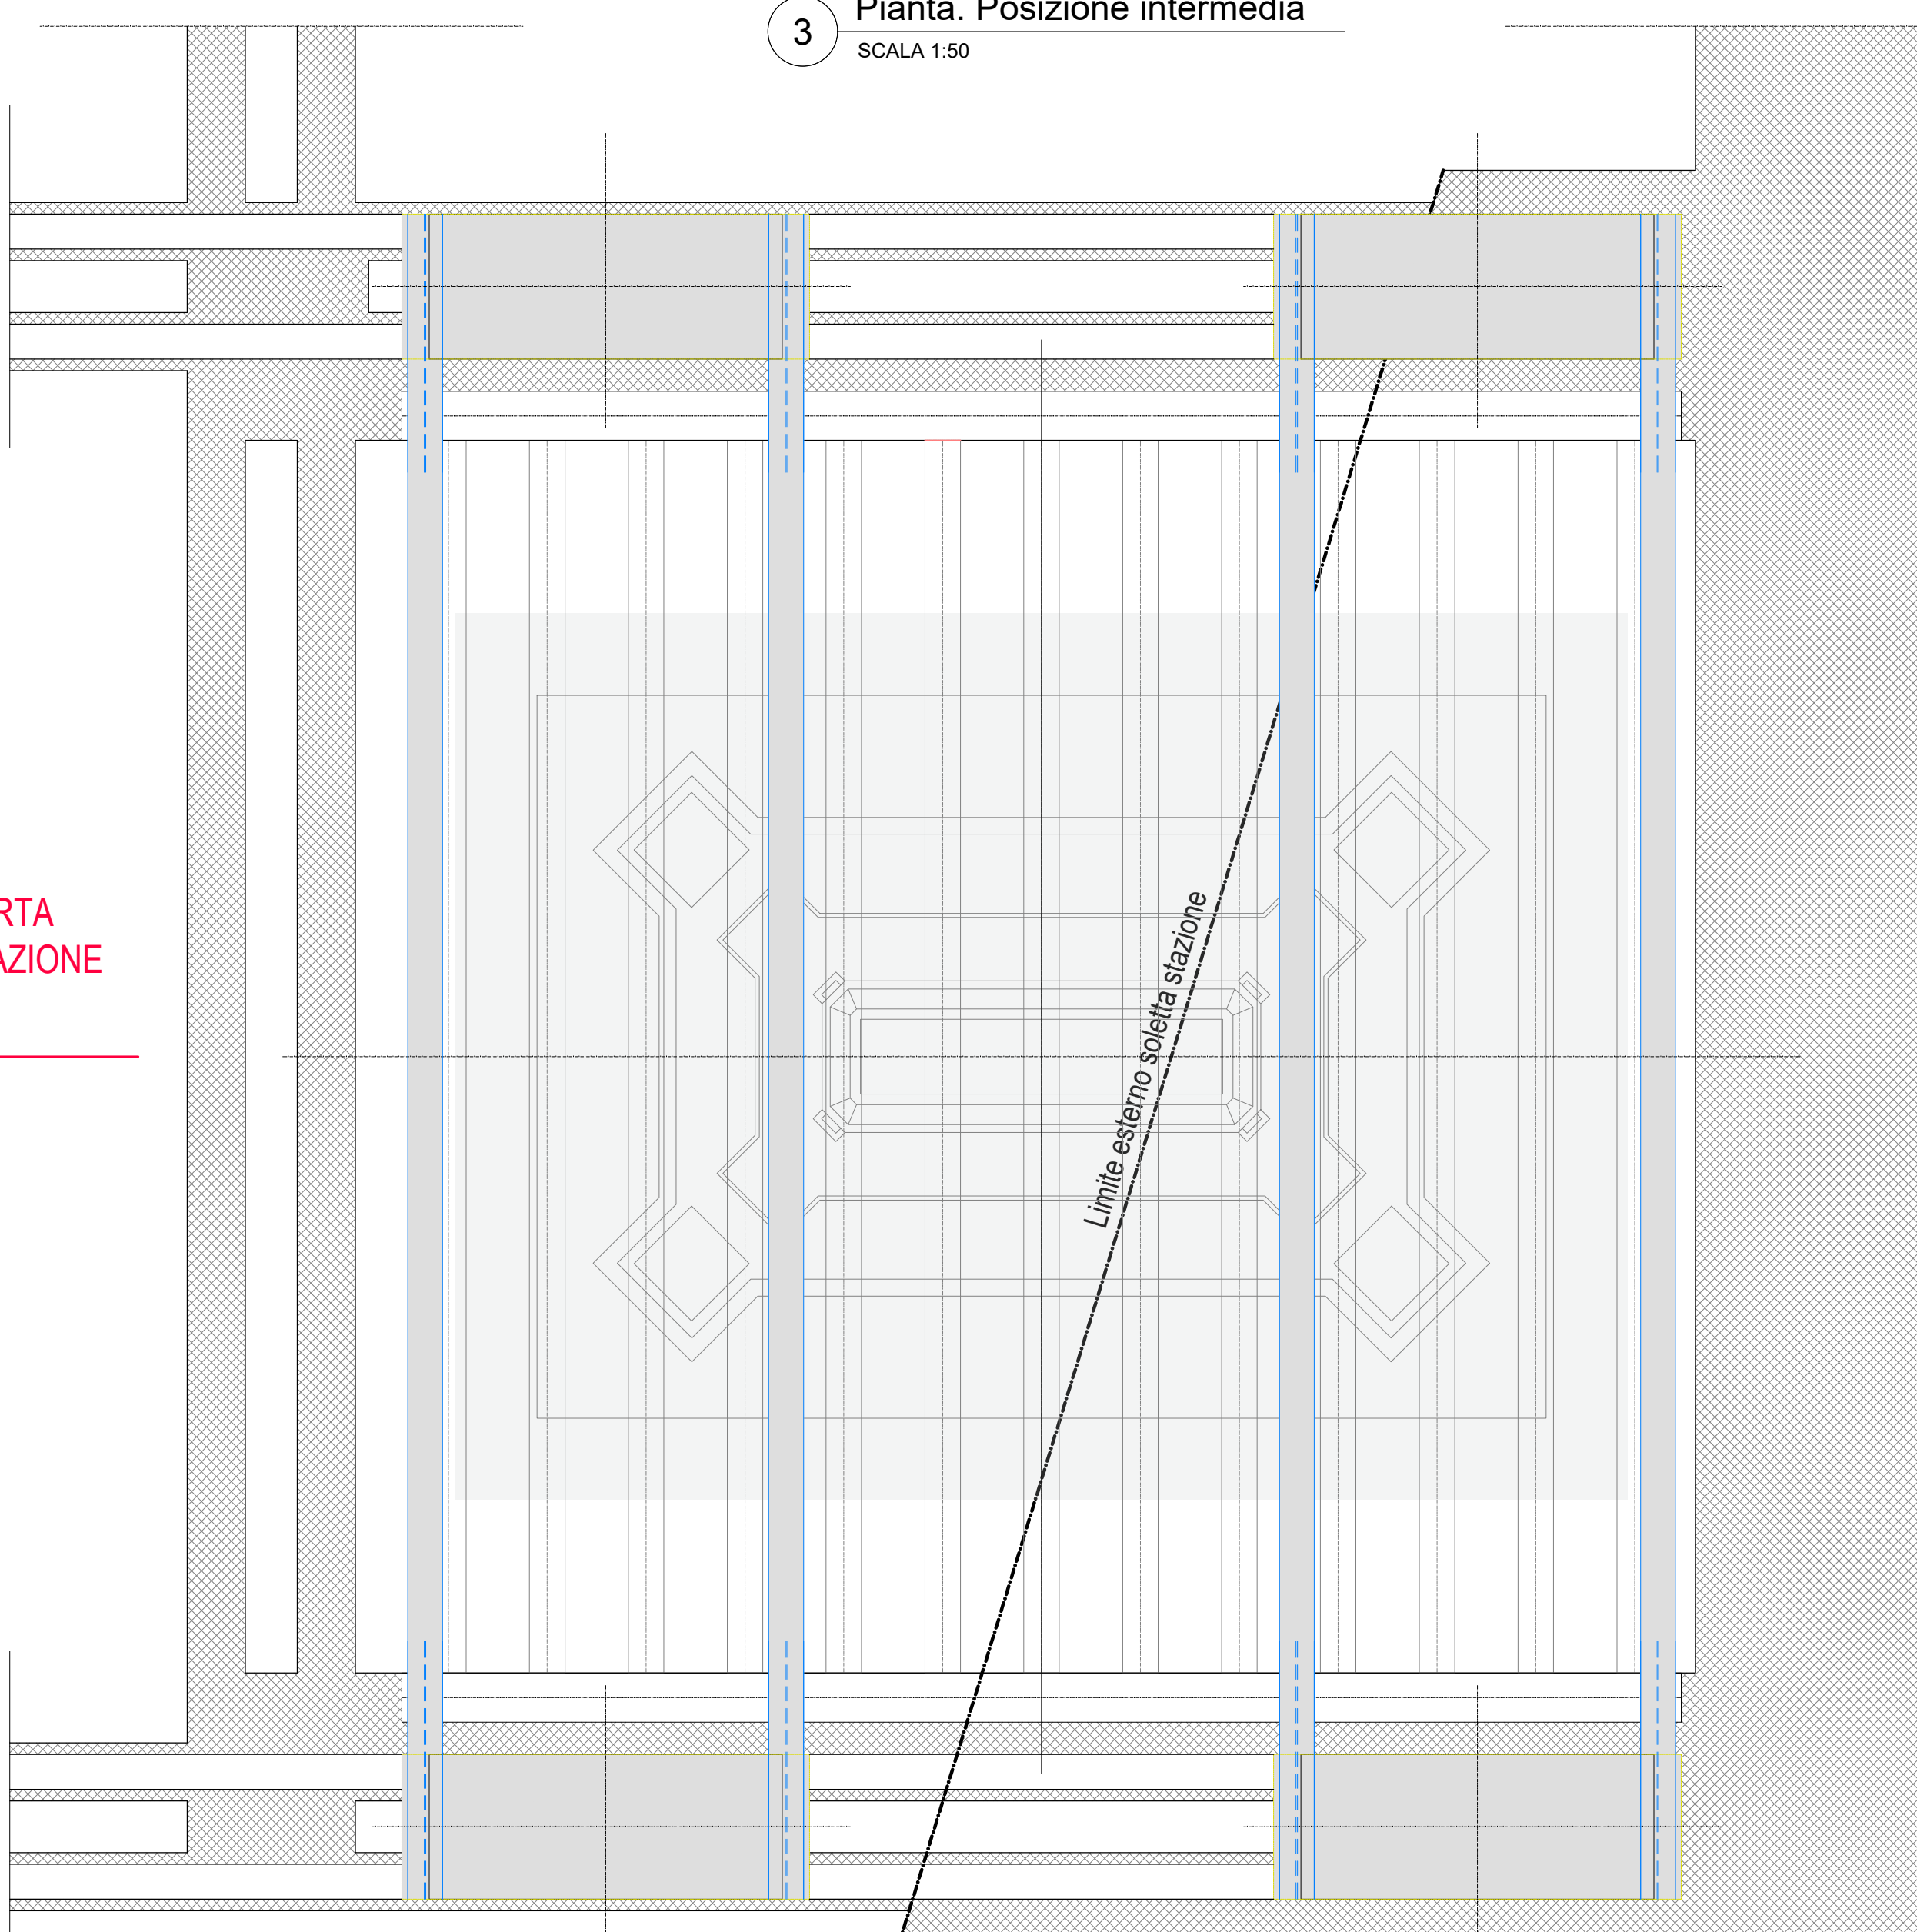 3
Pianta. Posizione intermedia
SCALA 1:50
RTA
AZIONE
Limite esterno soletta stazione